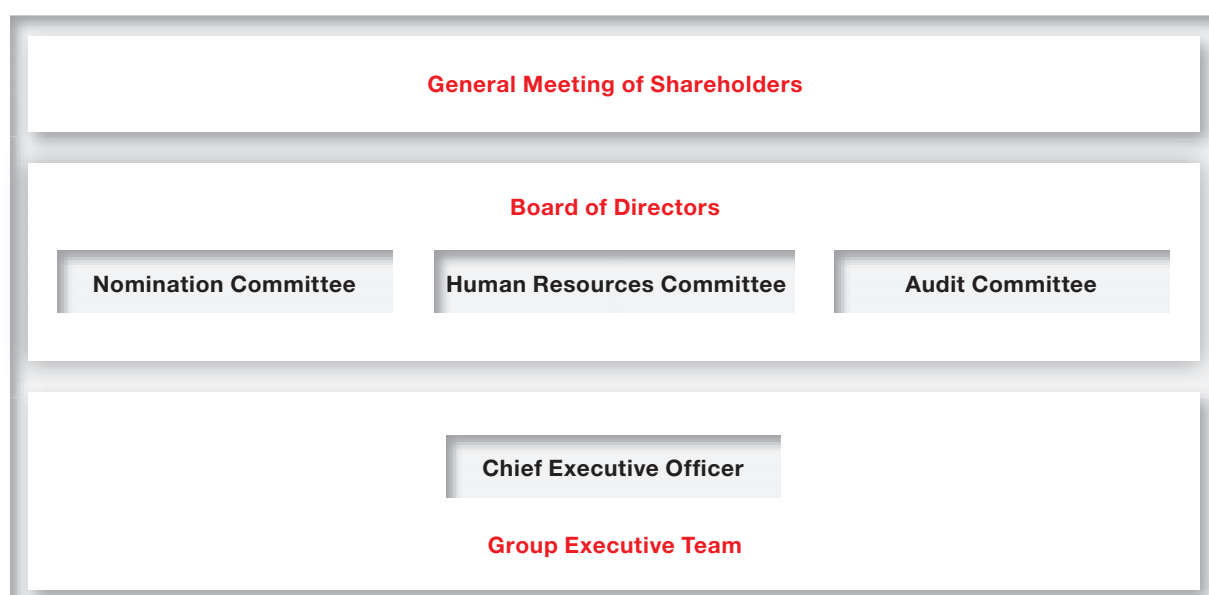 General Meeting of Shareholders
Board of Directors
Nomination Committee
Human Resources Committee
Audit Committee
Chief Executive Officer
Group Executive Team